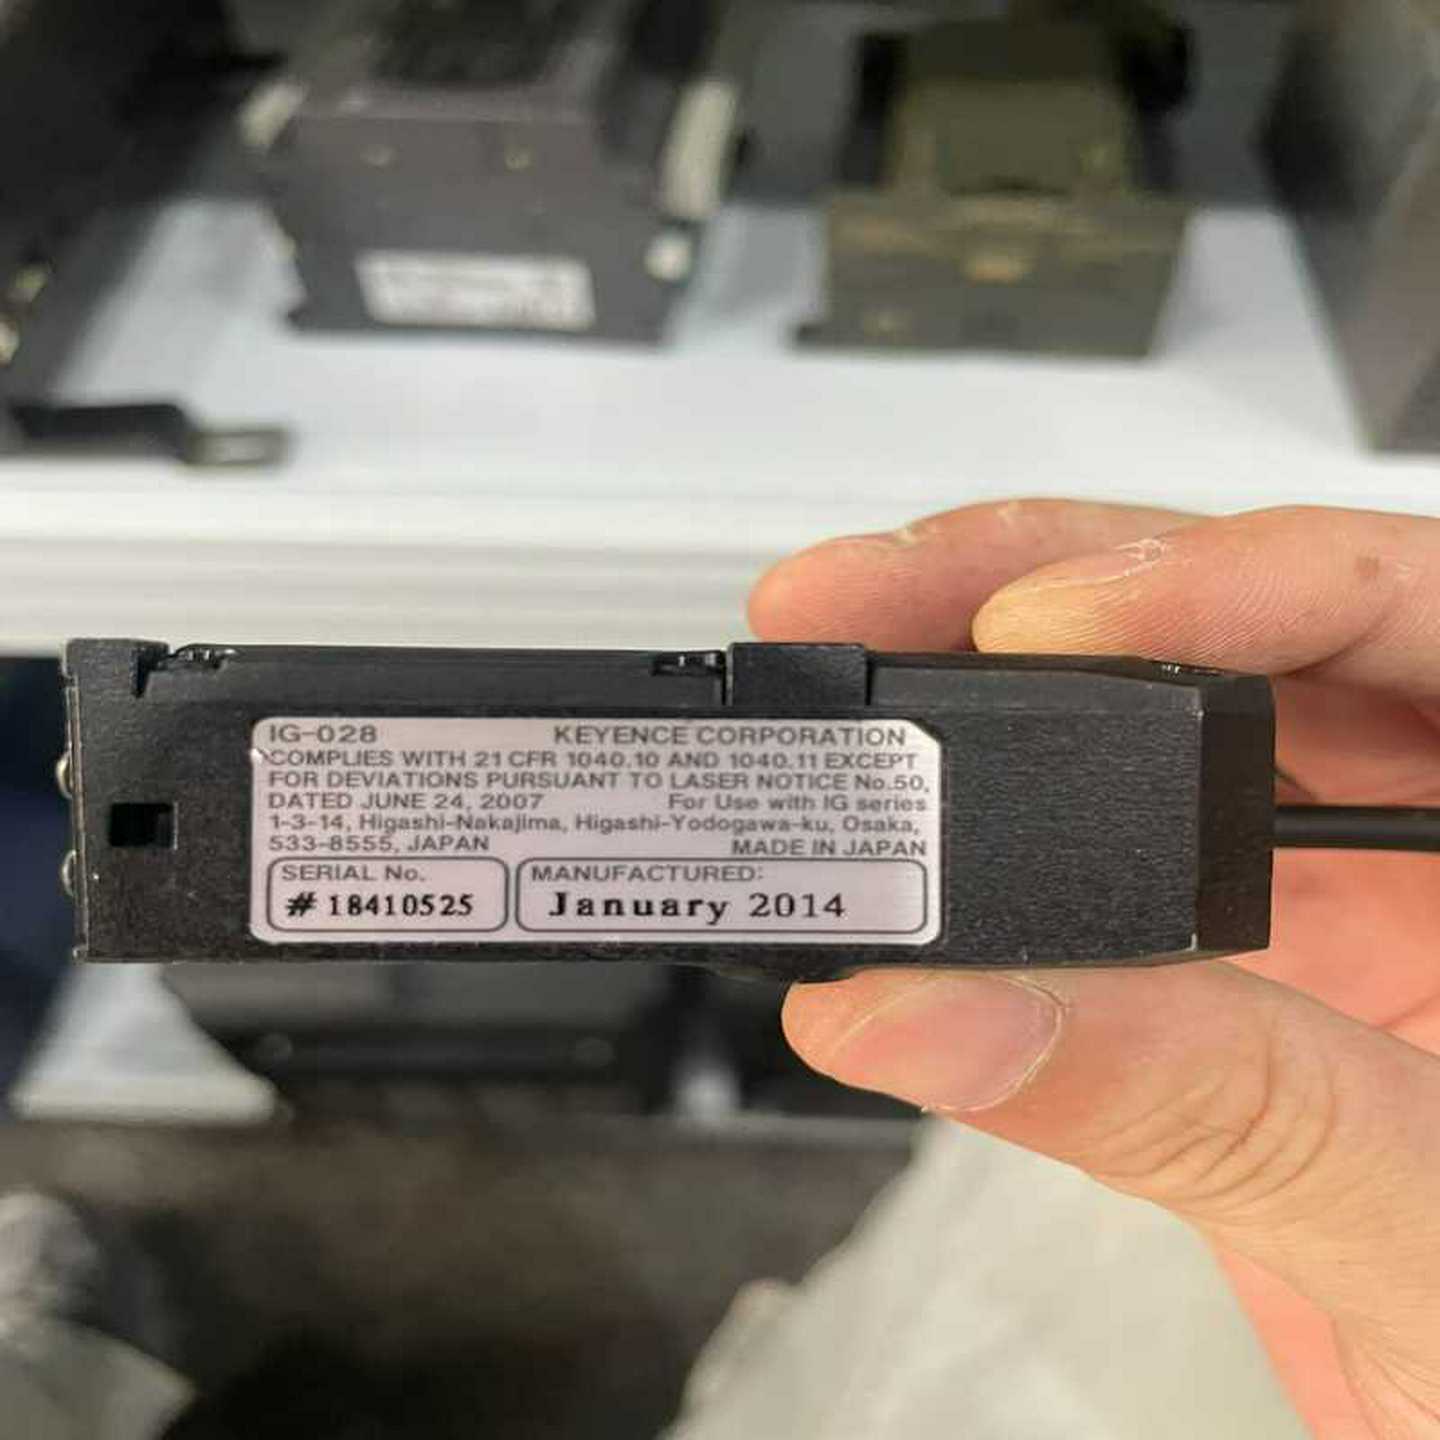 IG-028 KEYENCE CORPORATION
COMPLIES WITH 21 CFR 1040.10 AND 1040.11 EXCEPT
FOR DEVIATIONS PURSUANT TO LASER NOTICE No.50,
DATED JUNE 24, 2007 For Use with IG series
1-3-14, Higashi-Nakajima, Higashi-Yodogawa-ku, Osaka,
533-8555, JAPAN MADE IN JAPAN
SERIAL No. MANUFACTURED:
# 18410525 January 2014